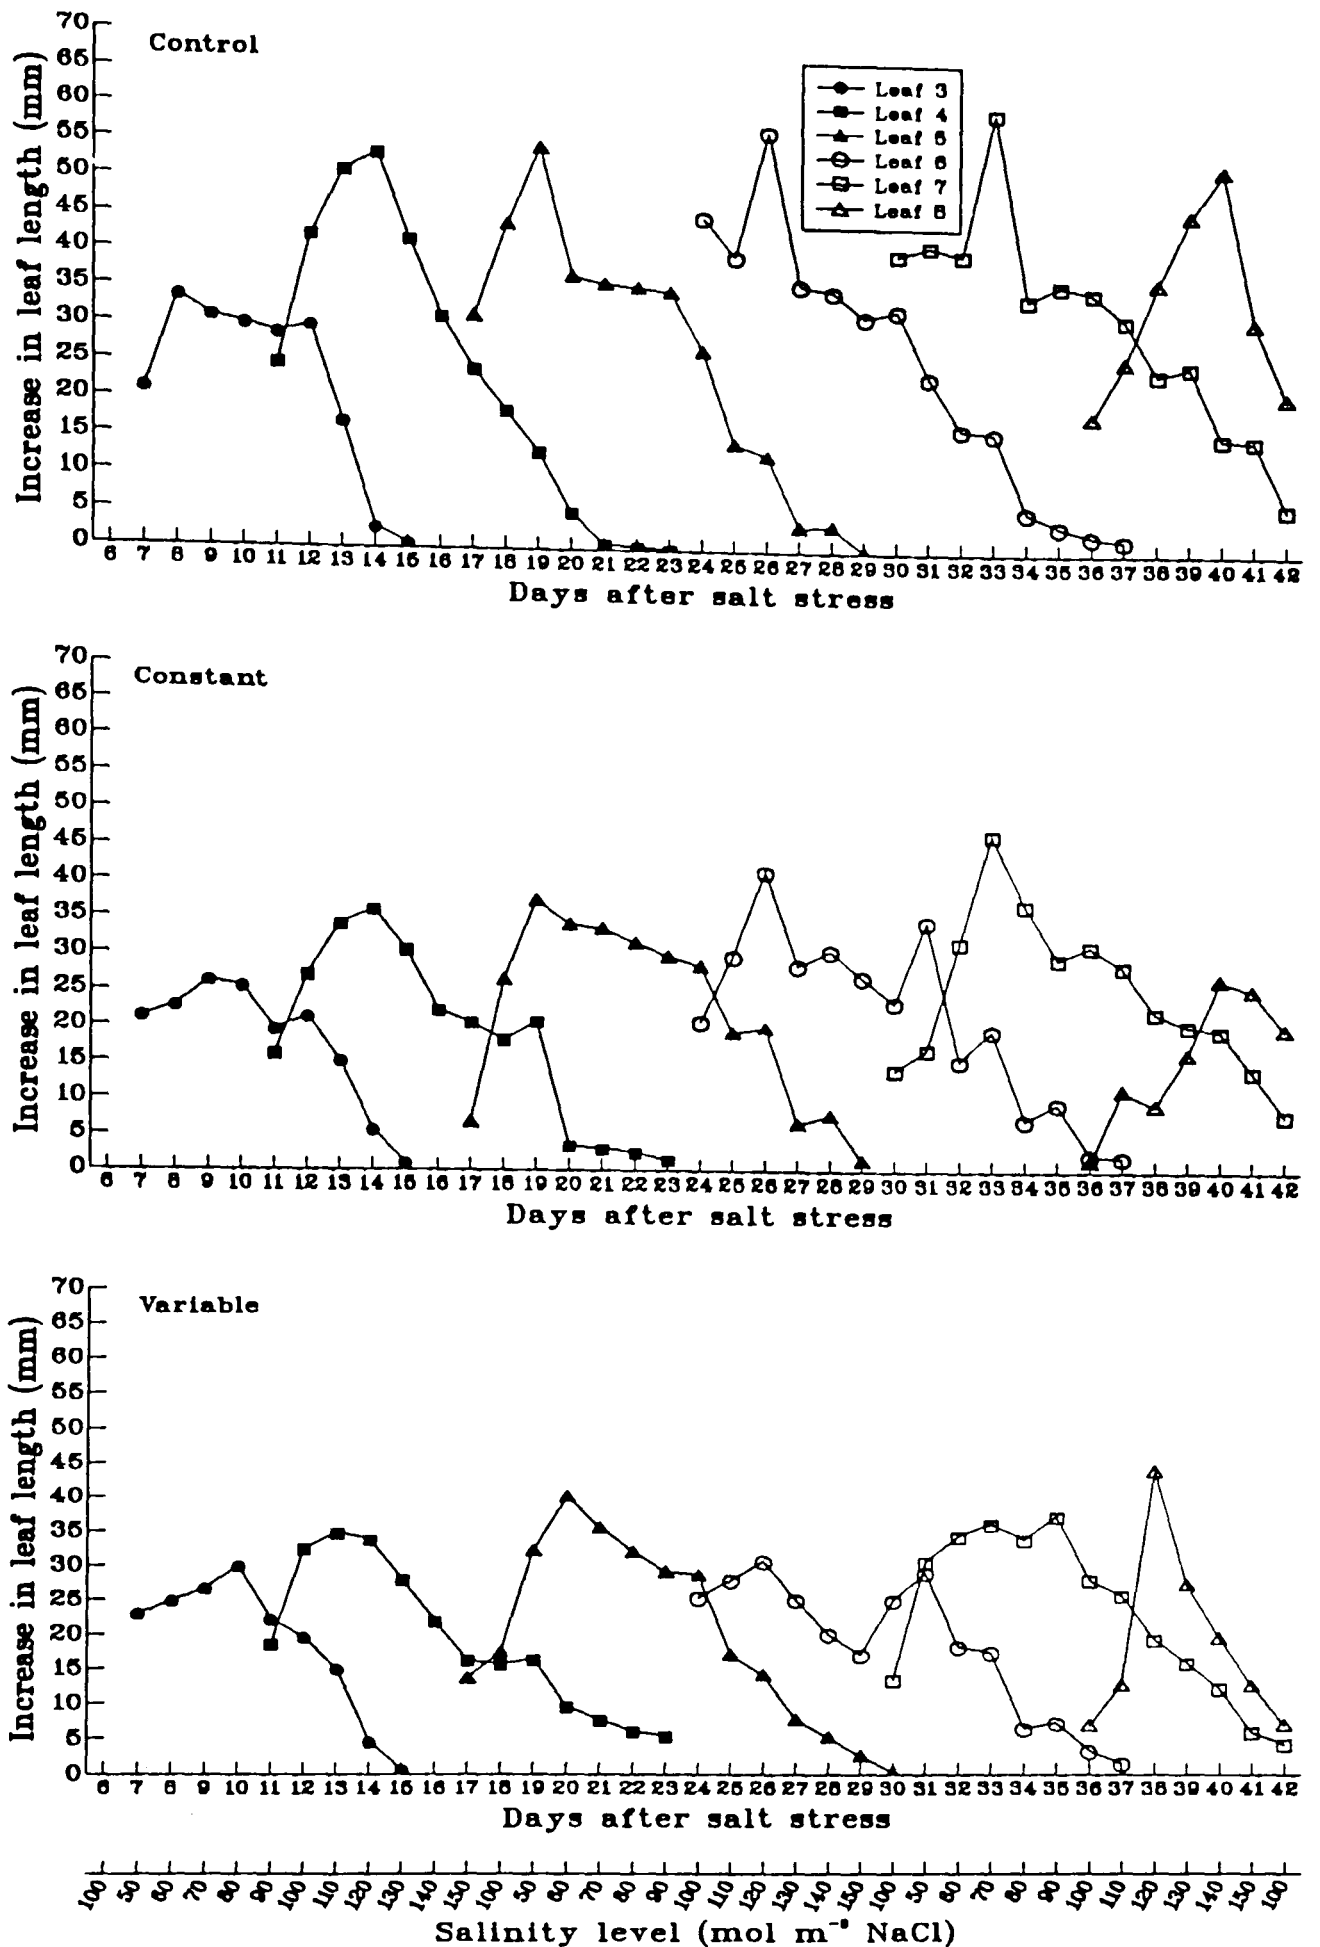 70
65
60
55
50
45
40
35
30
25
20
15
10
5
0
Increase in leaf length (mm)
Control
Leaf 3
Leaf 4
Leaf 5
Leaf 6
Leaf 7
Leaf 8
6 7 8 9 10 11 12 13 14 15 16 17 18 19 20 21 22 23 24 25 26 27 28 29 30 31 32 33 34 35 36 37 38 39 40 41 42
Days after salt stress
70
65
60
55
50
45
40
35
30
25
20
15
10
5
0
Increase in leaf length (mm)
Constant
6 7 8 9 10 11 12 13 14 15 16 17 18 19 20 21 22 23 24 25 26 27 28 29 30 31 32 33 34 35 36 37 38 39 40 41 42
Days after salt stress
70
65
60
55
50
45
40
35
30
25
20
15
10
5
0
Increase in leaf length (mm)
Variable
6 7 8 9 10 11 12 13 14 15 16 17 18 19 20 21 22 23 24 25 26 27 28 29 30 31 32 33 34 35 36 37 38 39 40 41 42
Days after salt stress
100 50 60 70 80 90 100 110 120 130 140 150 100 50 60 70 80 90 100 110 120 130 140 150 100 50 60 70 80 90 100 110 120 130 140 150 100
Salinity level (mol m⁻³ NaCl)